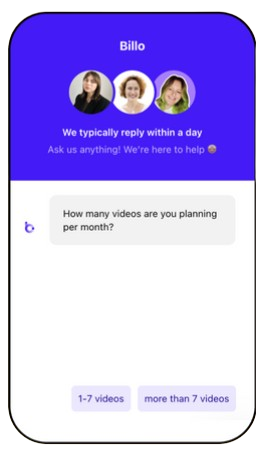 Billo
We typically reply within a day
Ask us anything! We're here to help
How many videos are you planning
per month?
1-7 videos
more than 7 videos